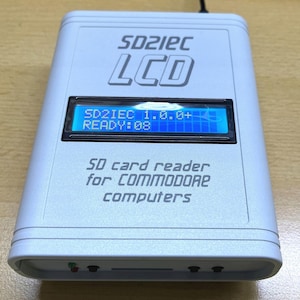 SD2IEC
LCD
SD2IEC 1.0.0+
READY:08
SD card reader
for COMMODORE
computers